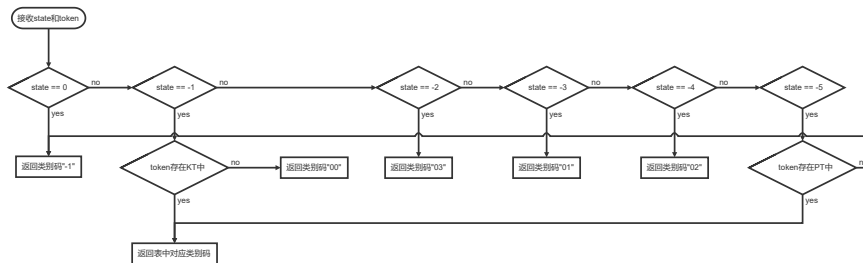 接收state和token
state == 0
no
state == -1
no
state == -2
no
state == -3
no
state == -4
no
state == -5
yes
yes
yes
yes
yes
yes
返回类别码"-1"
token存在KT中
no
返回类别码"00"
返回类别码"03"
返回类别码"01"
返回类别码"02"
token存在PT中
yes
yes
返回表中对应类别码